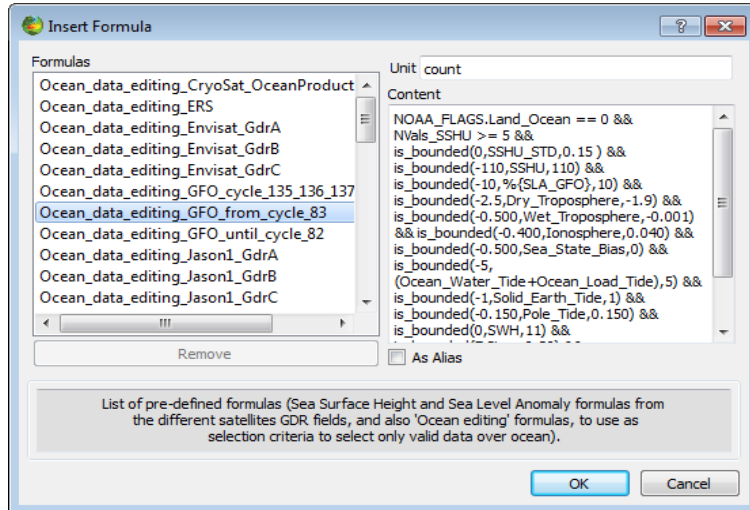 Insert Formula
Formulas
Ocean_data_editing_CryoSat_OceanProduct
Ocean_data_editing_ERS
Ocean_data_editing_Envisat_GdrA
Ocean_data_editing_Envisat_GdrB
Ocean_data_editing_Envisat_GdrC
Ocean_data_editing_GFO_cycle_135_136_137
Ocean_data_editing_GFO_from_cycle_83
Ocean_data_editing_GFO_until_cycle_82
Ocean_data_editing_Jason1_GdrA
Ocean_data_editing_Jason1_GdrB
Ocean_data_editing_Jason1_GdrC
Remove
Unit count
Content
NOAA_FLAGS.Land_Ocean == 0 &&
NVals_SSHU >= 5 &&
is_bounded(0,SSHU_STD,0.15 ) &&
is_bounded(-110,SSHU,110) &&
is_bounded(-10,%{SLA_GFO},10) &&
is_bounded(-2.5,Dry_Troposphere,-1.9) &&
is_bounded(-0.500,Wet_Troposphere,-0.001)
&& is_bounded(-0.400,Ionosphere,0.040) &&
is_bounded(-0.500,Sea_State_Bias,0) &&
is_bounded(-5,
(Ocean_Water_Tide+Ocean_Load_Tide),5) &&
is_bounded(-1,Solid_Earth_Tide,1) &&
is_bounded(-0.150,Pole_Tide,0.150) &&
is_bounded(0,SWH,11) &&
As Alias
List of pre-defined formulas (Sea Surface Height and Sea Level Anomaly formulas from
the different satellites GDR fields, and also 'Ocean editing' formulas, to use as
selection criteria to select only valid data over ocean).
OK
Cancel